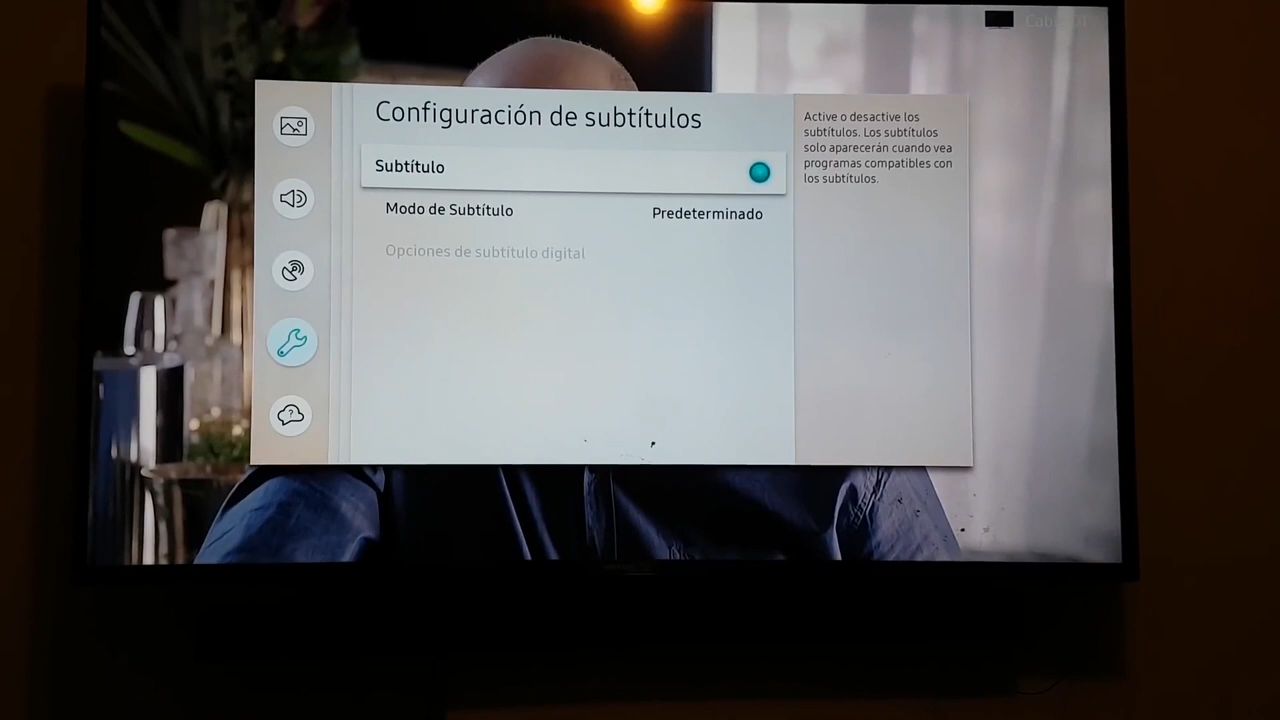 Configuración de subtítulos
Subtítulo
Modo de Subtítulo Predeterminado
Opciones de subtítulo digital
Active o desactive los
subtítulos. Los subtítulos
solo aparecerán cuando vea
programas compatibles con
los subtítulos.